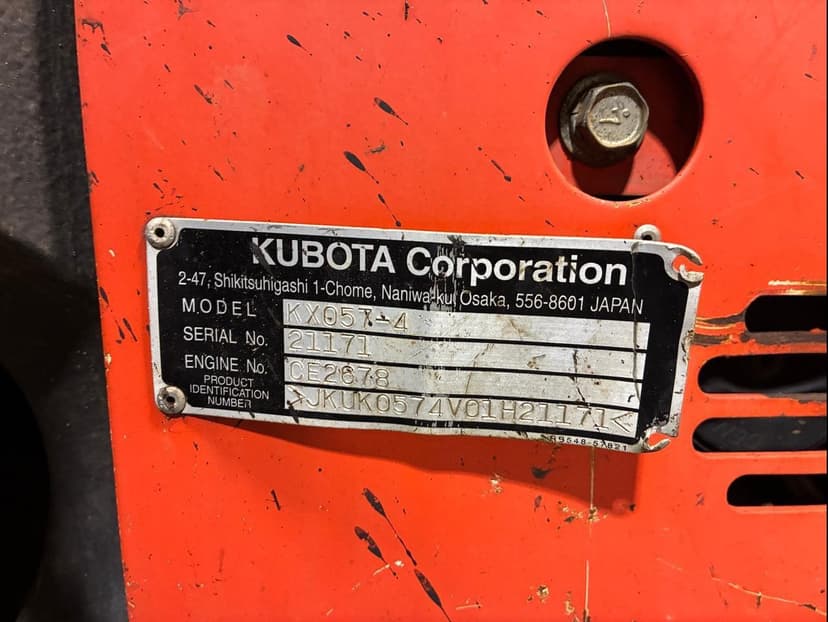 KUBOTA Corporation
2-47, Shikitsuhigashi 1-Chome, Naniwa-ku, Osaka, 556-8601 JAPAN
MODEL KX057-4
SERIAL No. 21171
ENGINE No. CE2678
PRODUCT
IDENTIFICATION
NUMBER >JKUK0574V01H21171<